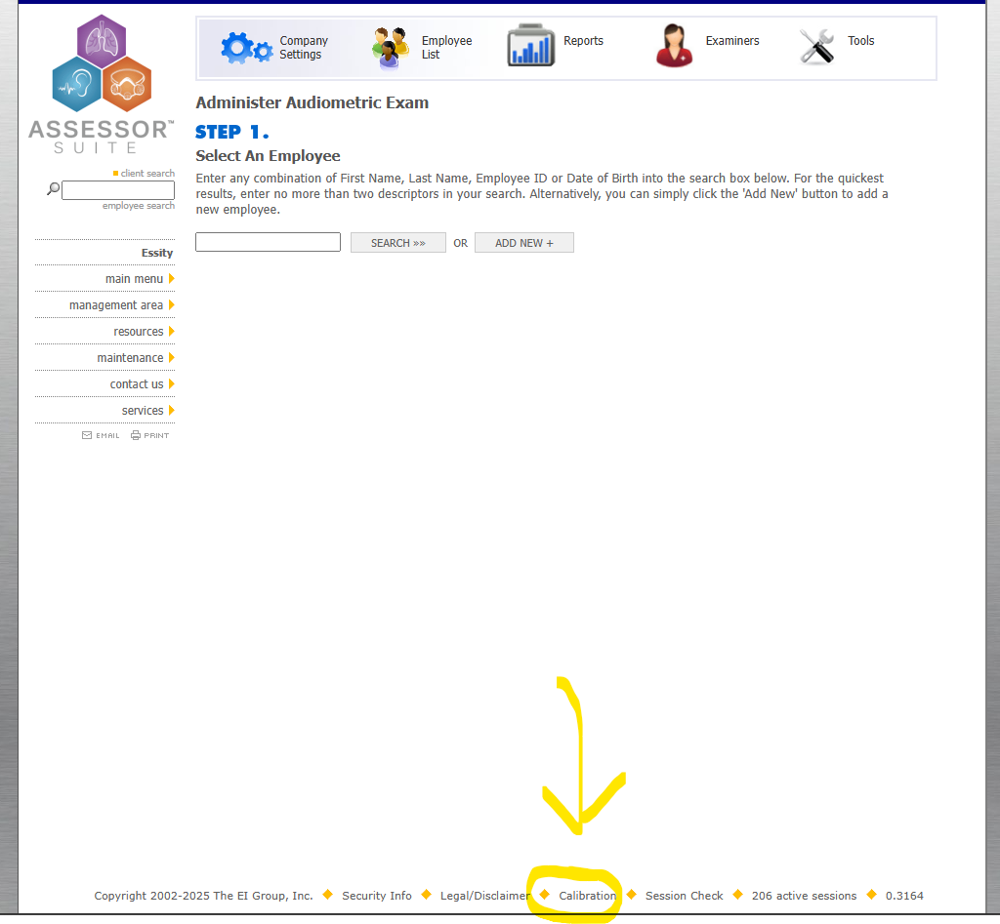 Company
Settings
Employee
List
Reports
Examiners
Tools
ASSESSOR™
SUITE
client search
employee search
Essity
main menu
management area
resources
maintenance
contact us
services
EMAIL PRINT
Administer Audiometric Exam
STEP 1.
Select An Employee
Enter any combination of First Name, Last Name, Employee ID or Date of Birth into the search box below. For the quickest
results, enter no more than two descriptors in your search. Alternatively, you can simply click the 'Add New' button to add a
new employee.
SEARCH »» OR ADD NEW +
Copyright 2002-2025 The EI Group, Inc. Security Info Legal/Disclaimer Calibration Session Check 206 active sessions 0.3164